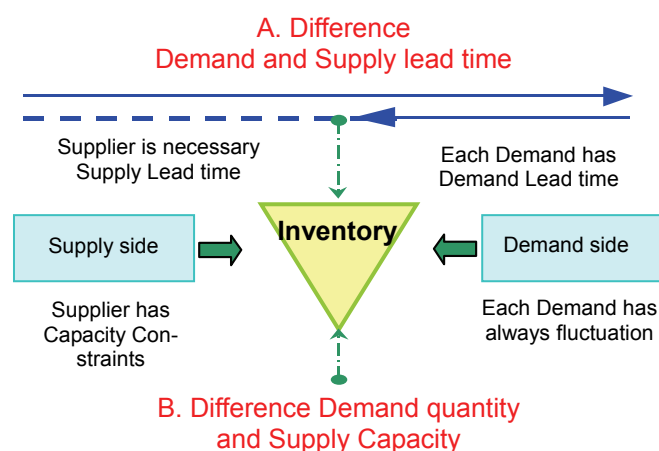 A. Difference
Demand and Supply lead time
Supplier is necessary
Supply Lead time
Each Demand has
Demand Lead time
Supply side
Inventory
Demand side
Supplier has
Capacity Con-
straints
Each Demand has
always fluctuation
B. Difference Demand quantity
and Supply Capacity